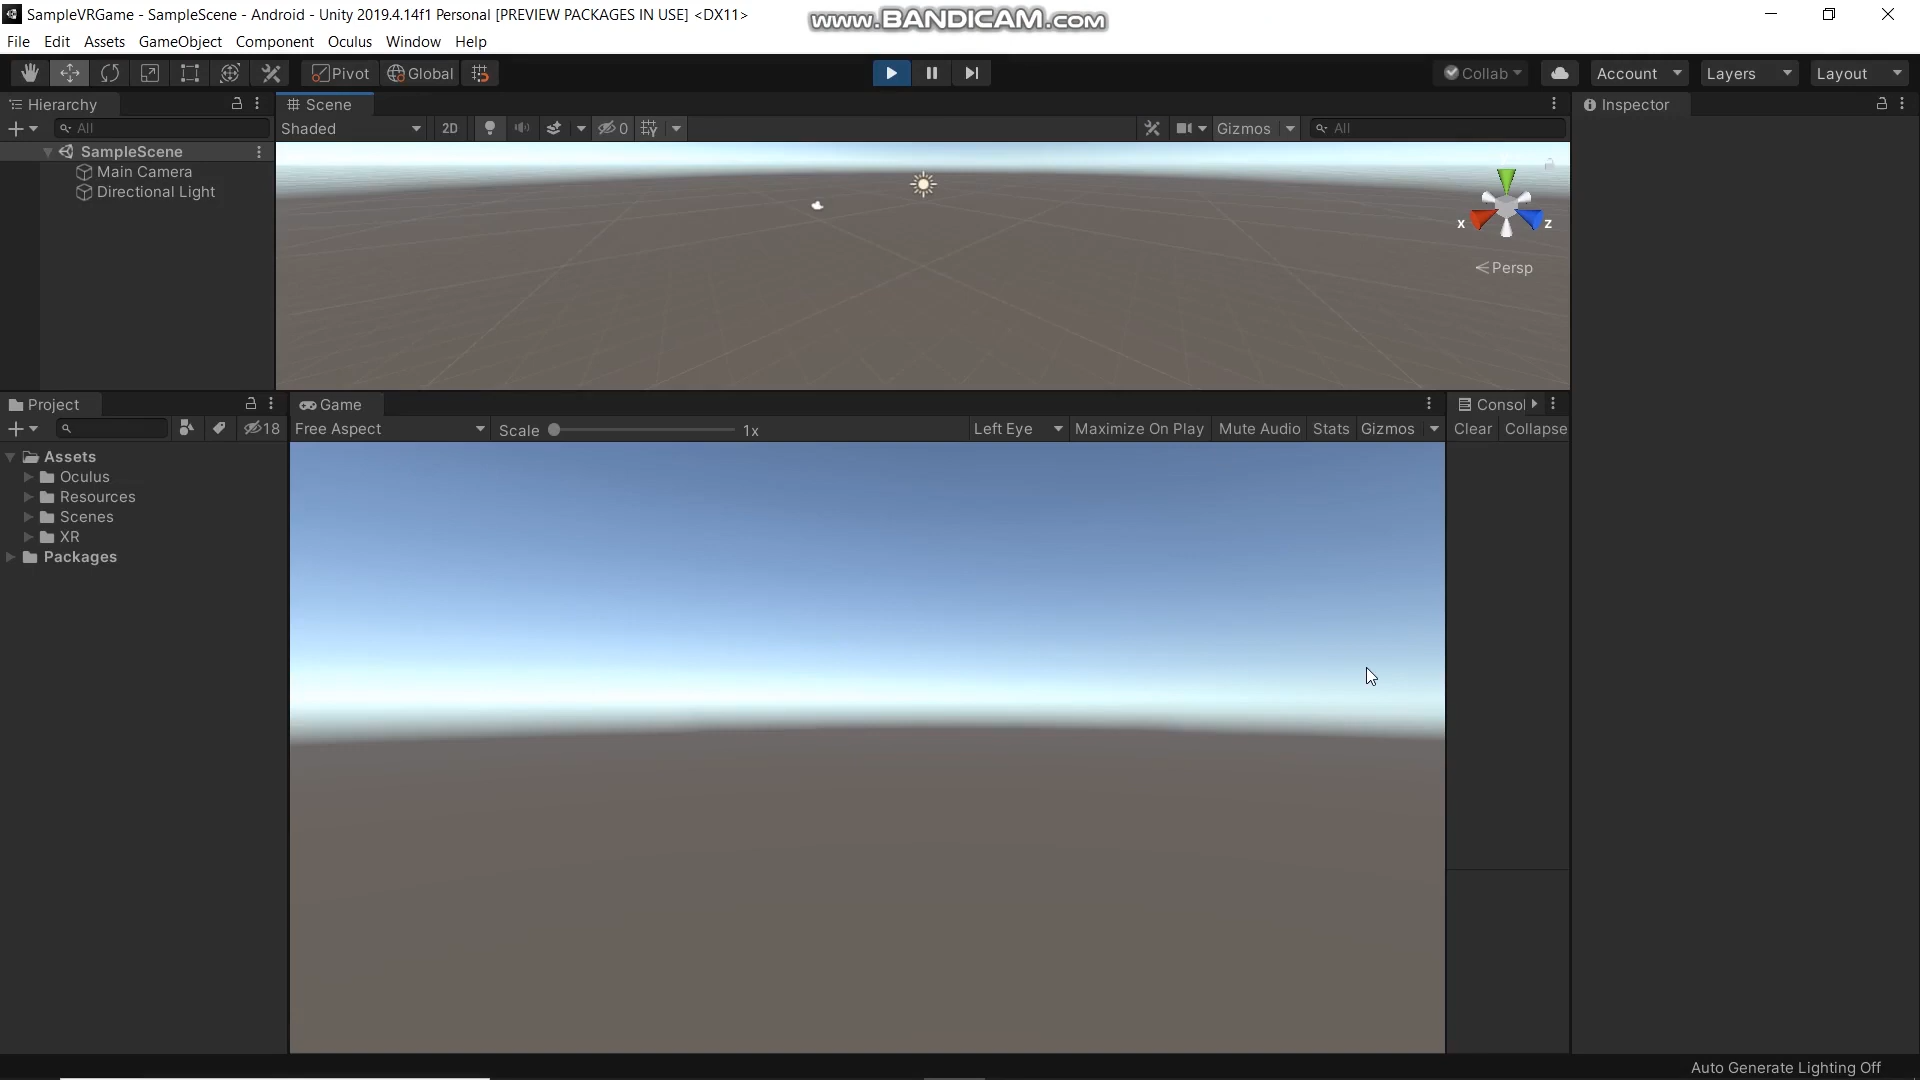 SampleVRGame - SampleScene - Android - Unity 2019.4.14f1 Personal [PREVIEW PACKAGES IN USE] <DX11>
www.BANDICAM.com
File Edit Assets GameObject Component Oculus Window Help
Pivot Global Collab Account Layers Layout
Hierarchy Scene Inspector
All Shaded 2D 0 Gizmos All
SampleScene
Main Camera
Directional Light
x z
Persp
Project Game Consol
18 Free Aspect Scale 1x Left Eye Maximize On Play Mute Audio Stats Gizmos Clear Collapse
Assets
Oculus
Resources
Scenes
XR
Packages
Auto Generate Lighting Off